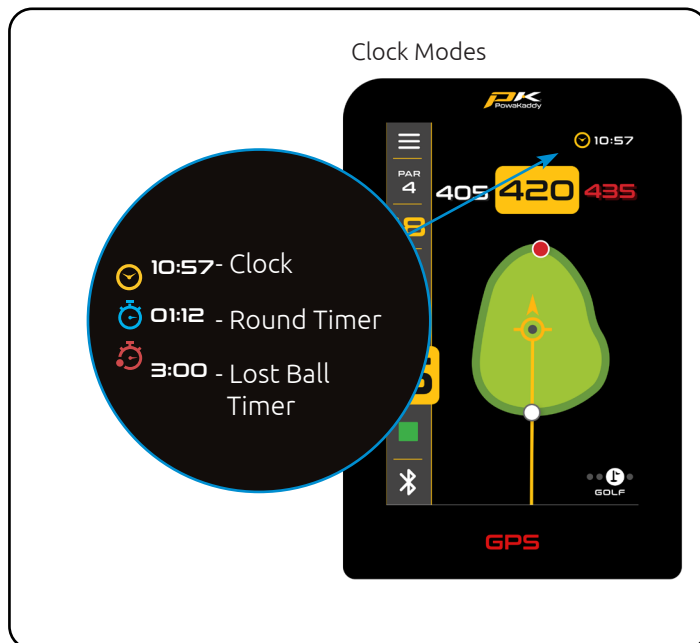 Clock Modes
PK
PowaKaddy
10:57
PAR
4
405 420 435
8
10:57 - Clock
01:12 - Round Timer
3:00 - Lost Ball
Timer
GOLF
GPS